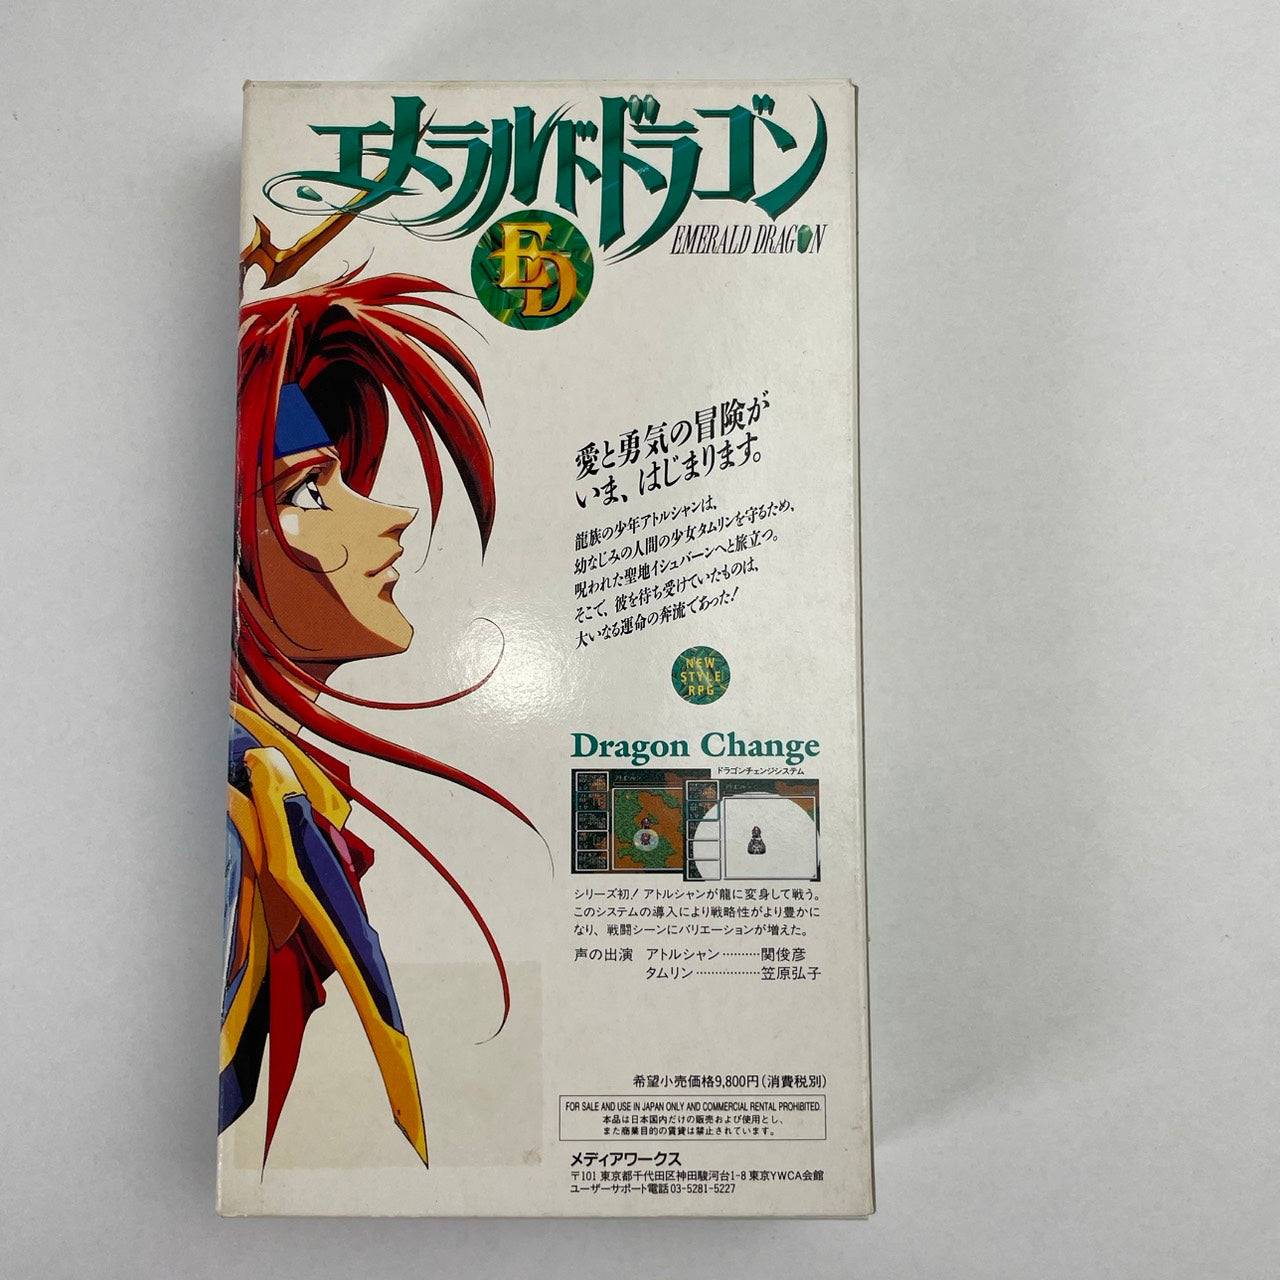 エメラルドドラゴン
EMERALD DRAGON
ED
愛と勇気の冒険が
いま、はじまります。
龍族の少年アトルシャンは、
幼なじみの人間の少女タムリンを守るため、
呪われた聖地イシュバーンへと旅立つ。
そこで、彼を待ち受けていたものは、
大いなる運命の奔流であった!
NEW
STYLE
RPG
Dragon Change
ドラゴンチェンジシステム
シリーズ初! アトルシャンが龍に変身して戦う。
このシステムの導入により戦略性がより豊かに
なり、戦闘シーンにバリエーションが増えた。
声の出演 アトルシャン………関俊彦
タムリン………………笠原弘子
希望小売価格9,800円(消費税別)
FOR SALE AND USE IN JAPAN ONLY AND COMMERCIAL RENTAL PROHIBITED.
本品は日本国内だけの販売および使用とし、
また商業目的の賃貸は禁止されています。
メディアワークス
〒101 東京都千代田区神田駿河台1-8 東京YWCA会館
ユーザーサポート電話03-5281-5227